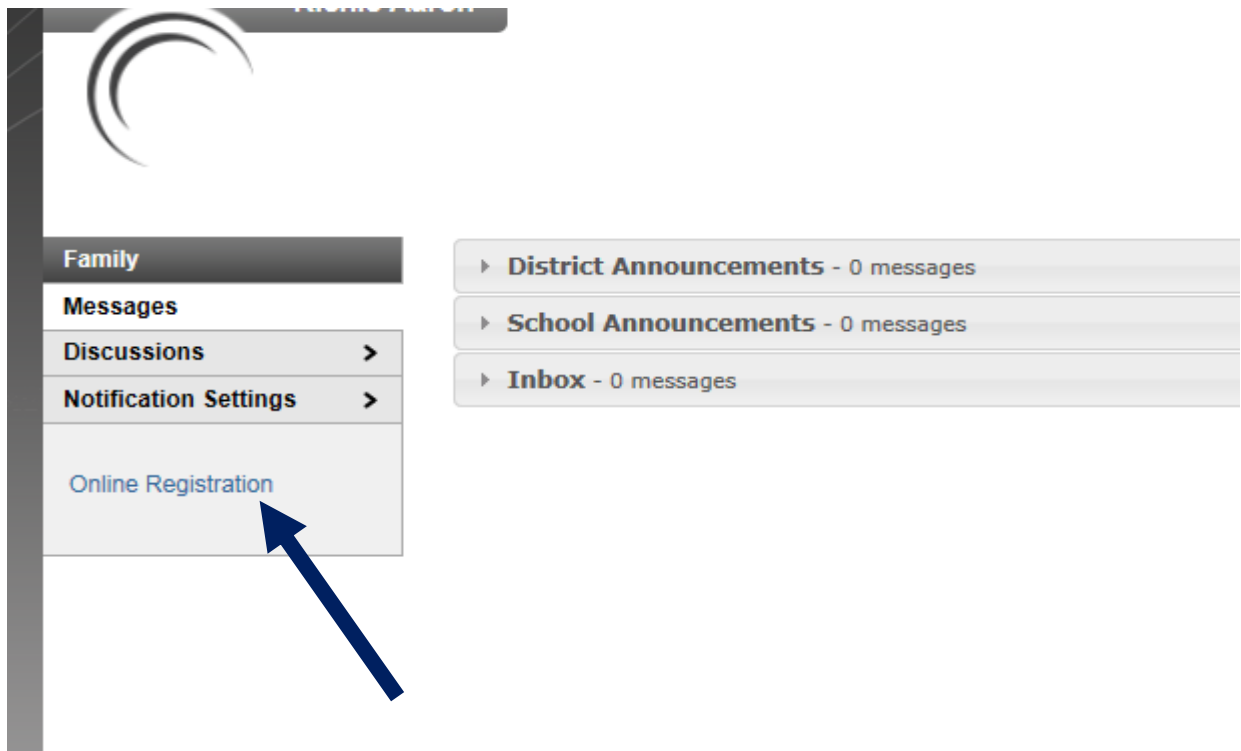 Family
Messages
Discussions
Notification Settings
Online Registration
District Announcements - 0 messages
School Announcements - 0 messages
Inbox - 0 messages